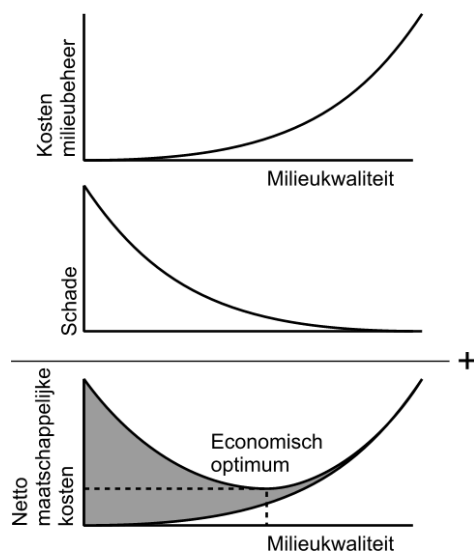 Kosten
milieubeheer
Milieukwaliteit
Schade
+
Netto
maatschappelijke
kosten
Economisch
optimum
Milieukwaliteit